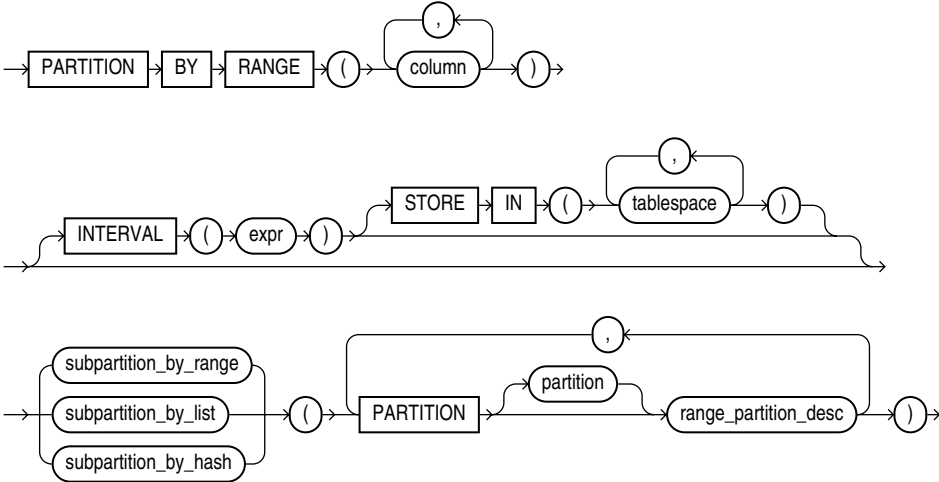 ,
PARTITION BY RANGE ( column )
,
STORE IN ( tablespace )
INTERVAL ( expr )
,
subpartition_by_range
partition
subpartition_by_list ( PARTITION range_partition_desc )
subpartition_by_hash